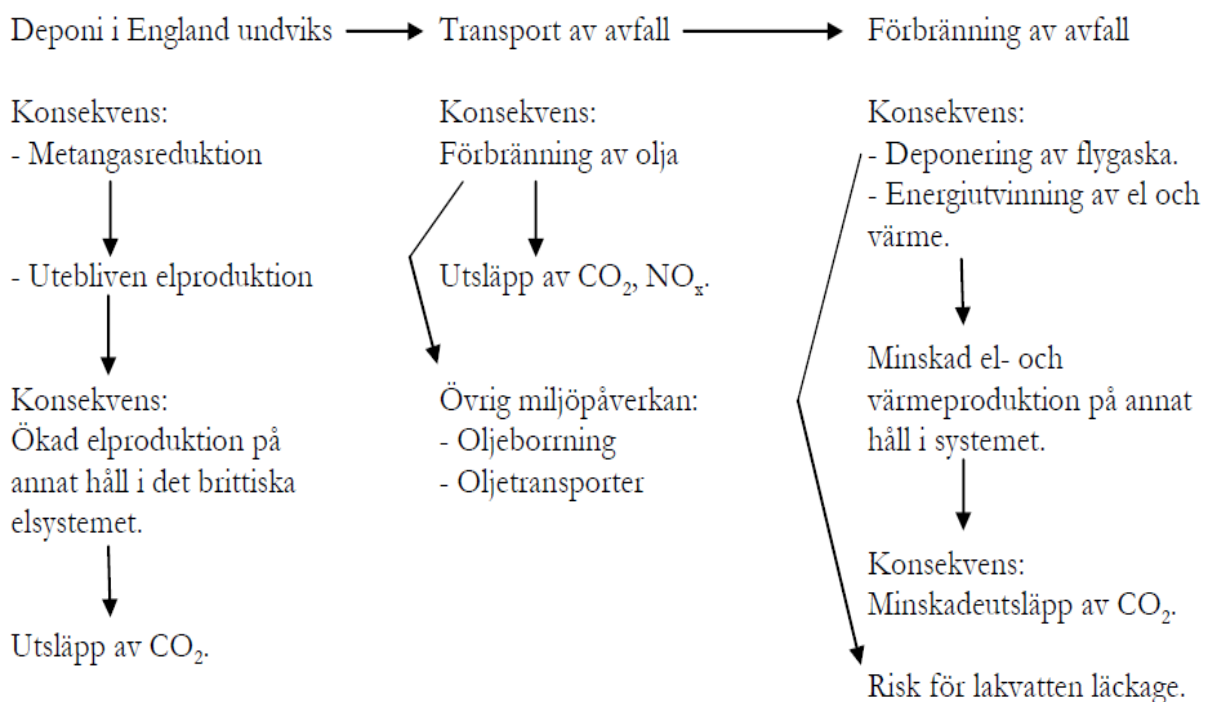 Deponi i England undviks
Transport av avfall
Förbränning av avfall
Konsekvens:
- Metangasreduktion
- Utebliven elproduktion
Konsekvens:
Ökad elproduktion på
annat håll i det brittiska
elsystemet.
Utsläpp av CO₂.
Konsekvens:
Förbränning av olja
Utsläpp av CO₂, NOₓ.
Övrig miljöpåverkan:
- Oljeborrning
- Oljetransporter
Konsekvens:
- Deponering av flygaska.
- Energiutvinning av el och
värme.
Minskad el- och
värmeproduktion på annat
håll i systemet.
Konsekvens:
Minskadeutsläpp av CO₂.
Risk för lakvatten läckage.